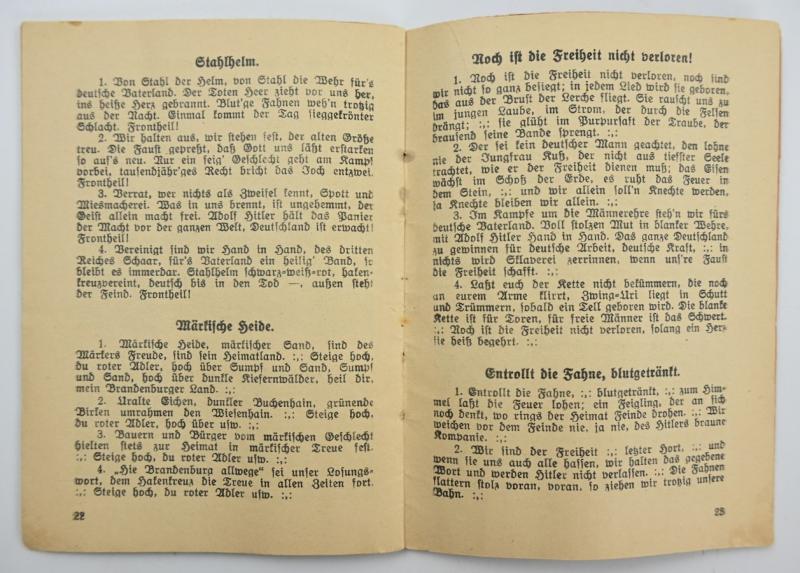 Stahlhelm.
1. Von Stahl der Helm, von Stahl die Wehr für's
deutsche Vaterland. Der Toten Heer zieht vor uns her,
ins heiße Herz gebrannt. Blut'ge Fahnen weh'n trotzig
aus der Nacht. Einmal kommt der Tag sieggekrönter
Schlacht. Frontheil!
2. Wir halten aus, wir stehen fest, der alten Größe
treu. Die Faust gepreßt, daß Gott uns läßt erstarken
so auf's neu. Nur ein feig' Geschlecht geht am Kampf
vorbei, tausendjähr'ges Recht bricht das Joch entzwei.
Frontheil!
3. Verrat, wer nichts als Zweifel kennt, Spott und
Miesmacherei. Was in uns brennt, ist ungehemmt, der
Geist allein macht frei. Adolf Hitler hält das Panier
der Macht vor der ganzen Welt, Deutschland ist erwacht!
Frontheil!
4. Vereinigt sind wir Hand in Hand, des dritten
Reiches Schaar, für's Vaterland ein heilig' Band, so
bleibt es immerdar. Stahlhelm schwarz-weiß-rot, haken-
kreuzvereint, deutsch bis in den Tod —, außen steht
der Feind. Frontheil!
Märkische Heide.
1. Märkische Heide, märkischer Sand, sind des
Märkers Freude, sind sein Heimatland. :,: Steige hoch,
du roter Adler, hoch über Sumpf und Sand, Sumpf
und Sand, hoch über dunkle Kiefernwälder, heil dir,
mein Brandenburger Land. :,:
2. Uralte Eichen, dunkler Buchenhain, grünende
Birken umrahmen den Wiesenhain. :,: Steige hoch,
du roter Adler, hoch über usw. :,:
3. Bauern und Bürger vom märkischen Geschlecht
hielten stets zur Heimat in märkischer Treue fest.
:,: Steige hoch, du roter Adler usw. :,:
4. „Hie Brandenburg allwege“ sei unser Losungs-
wort, dem Hakenkreuz die Treue in allen Zeiten fort.
:,: Steige hoch, du roter Adler usw. :,:
22
Noch ist die Freiheit nicht verloren!
1. Noch ist die Freiheit nicht verloren, noch sind
wir nicht so ganz besiegt; in jedem Lied wird sie geboren,
das aus der Brust der Lerche fliegt. Sie rauscht uns zu
im jungen Laube, im Strom, der durch die Felsen
drängt; :,: sie glüht im Purpursaft der Traube, der
brausend seine Bande sprengt. :,:
2. Der sei kein deutscher Mann geachtet, den lohne
nie der Jungfrau Kuß, der nicht aus tiefster Seele
trachtet, wie er der Freiheit dienen muß; das Eisen
wächst im Schoß der Erde, es ruht das Feuer in
dem Stein, :,: und wir allein soll'n Knechte werden,
ja Knechte bleiben wir allein. :,:
3. Im Kampfe um die Männerehre steh'n wir fürs
deutsche Vaterland. Voll stolzen Mut in blanker Wehre,
mit Adolf Hitler Hand in Hand. Das ganze Deutschland
zu gewinnen für deutsche Arbeit, deutsche Kraft, :,: in
nichts wird Sklaverei zerrinnen, wenn uns're Faust
die Freiheit schafft. :,:
4. Laßt euch der Kette nicht bekümmern, die noch
an eurem Arme klirrt, Zwing-Uri liegt in Schutt
und Trümmern, sobald ein Tell geboren wird. Die blanke
Kette ist für Toren, für freie Männer ist das Schwert.
:,: Noch ist die Freiheit nicht verloren, solang ein Herz
sie heiß begehrt. :,:
Entrollt die Fahne, blutgetränkt.
1. Entrollt die Fahne, :,: blutgetränkt, :,: zum Him-
mel laßt die Feuer lohen; ein Feigling, der an sich
noch denkt, wo rings der Heimat Feinde drohen. :,: Wir
weichen vor dem Feinde nie, ja nie, des Hitlers braune
Kompanie. :,:
2. Wir sind der Freiheit :,: letzter Hort, :,: und
wenn sie uns auch alle hassen, wir halten das gegebene
Wort und werden Hitler nicht verlassen. :,: Die Fahnen
flattern stolz voran, voran, so ziehen wir trotzig unsre
Bahn. :,:
23